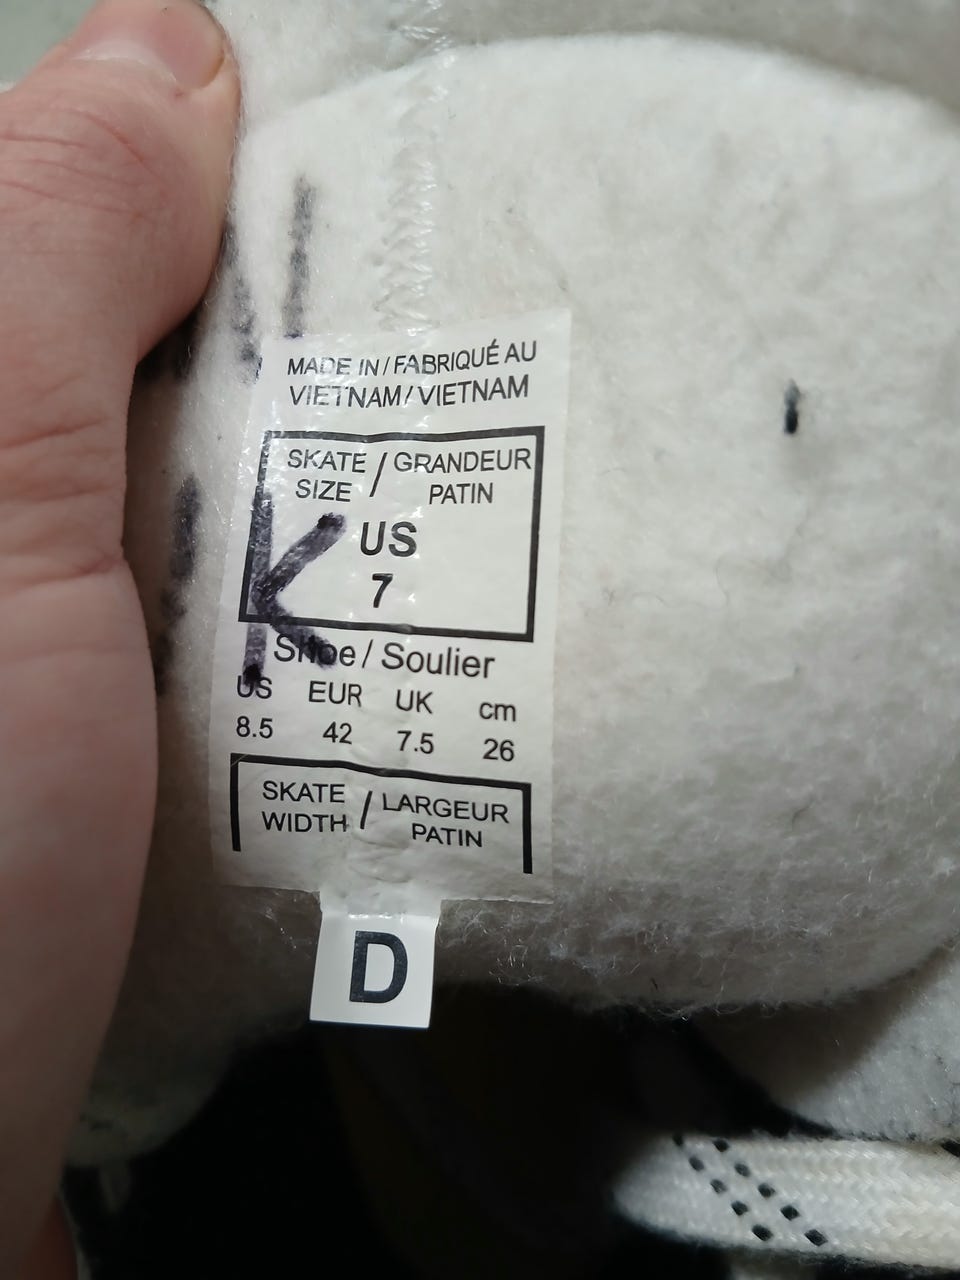 MADE IN / FABRIQUÉ AU
VIETNAM / VIETNAM
SKATE / GRANDEUR
SIZE PATIN
US
7
K
Shoe / Soulier
US EUR UK cm
8.5 42 7.5 26
SKATE / LARGEUR
WIDTH PATIN
D